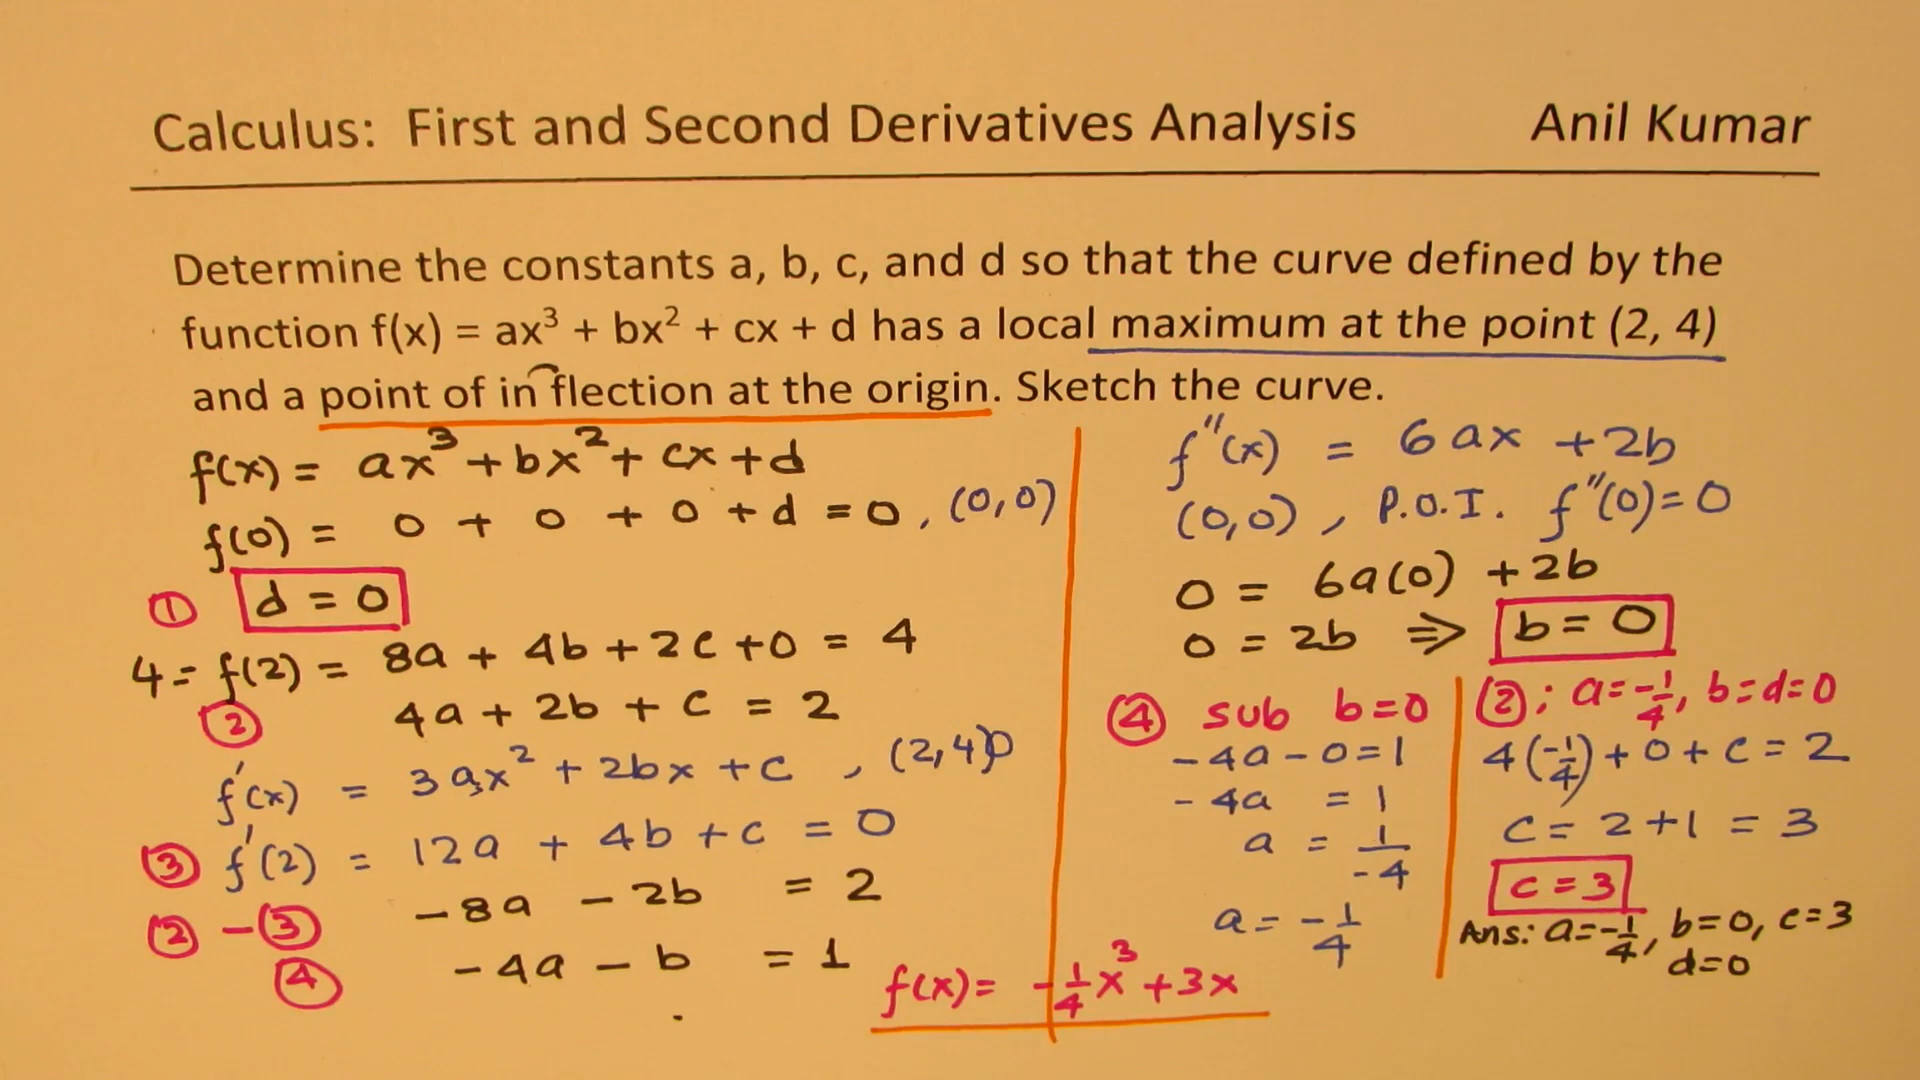 Calculus: First and Second Derivatives Analysis Anil Kumar
Determine the constants a, b, c, and d so that the curve defined by the
function f(x) = ax³ + bx² + cx + d has a local maximum at the point (2, 4)
and a point of in flection at the origin. Sketch the curve.
f(x) = ax³ + bx² + cx + d
f(0) = 0 + 0 + 0 + d = 0, (0,0)
① d = 0
4 = f(2) = 8a + 4b + 2c + 0 = 4
② 4a + 2b + c = 2
f'(x) = 3ax² + 2bx + c , (2,4)
③ f'(2) = 12a + 4b + c = 0
② - ③ -8a - 2b = 2
④ -4a - b = 1
f(x) = -1/4 x³ + 3x
f"(x) = 6ax + 2b
(0,0) , P.O.I. f"(0) = 0
0 = 6a(0) + 2b
0 = 2b ⇒ b = 0
④ sub b=0
-4a - 0 = 1
-4a = 1
a = 1/-4
a = -1/4
②; a = -1/4, b = d = 0
4(-1/4) + 0 + c = 2
c = 2 + 1 = 3
c = 3
Ans: a = -1/4, b = 0, c = 3
d = 0